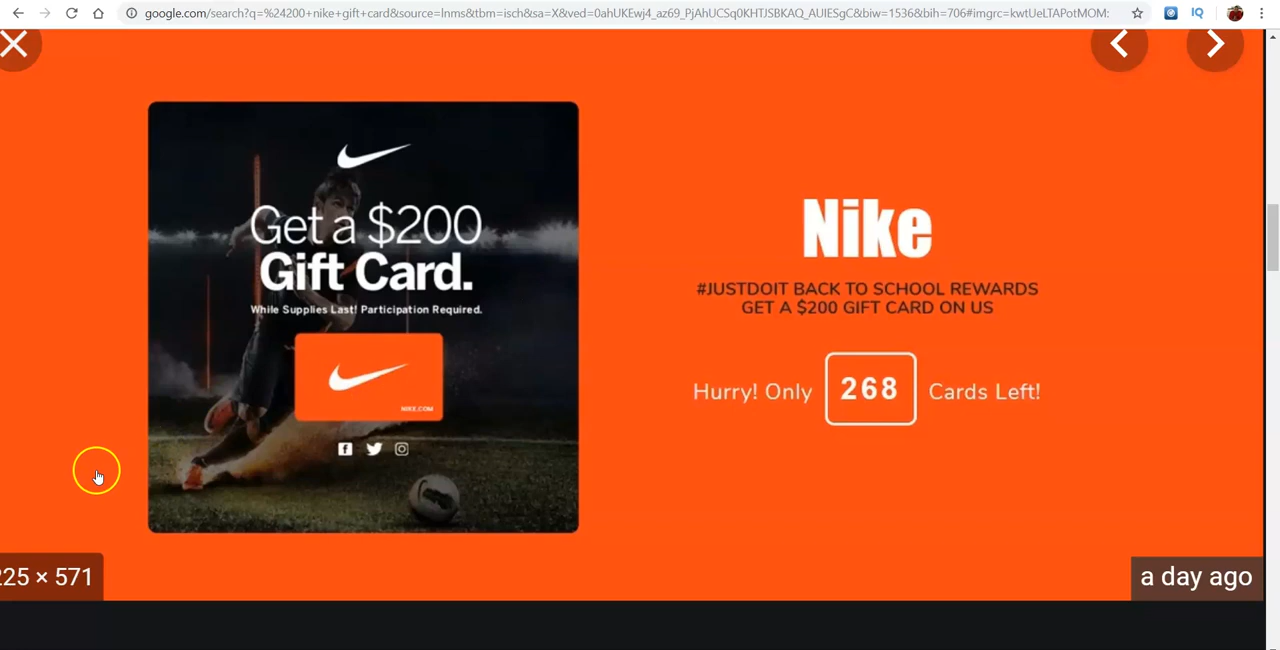 google.com/search?q=%24200+nike+gift+card&source=lnms&tbm=isch&sa=X&ved=0ahUKEwj4_az69_PjAhUCSq0KHTJSBKAQ_AUIESgC&biw=1536&bih=706#imgrc=kwtUeLTAPotMOM:
IQ
Get a $200
Gift Card.
While Supplies Last! Participation Required.
NIKE.COM
Nike
#JUSTDOIT BACK TO SCHOOL REWARDS
GET A $200 GIFT CARD ON US
Hurry! Only 268 Cards Left!
225 × 571
a day ago